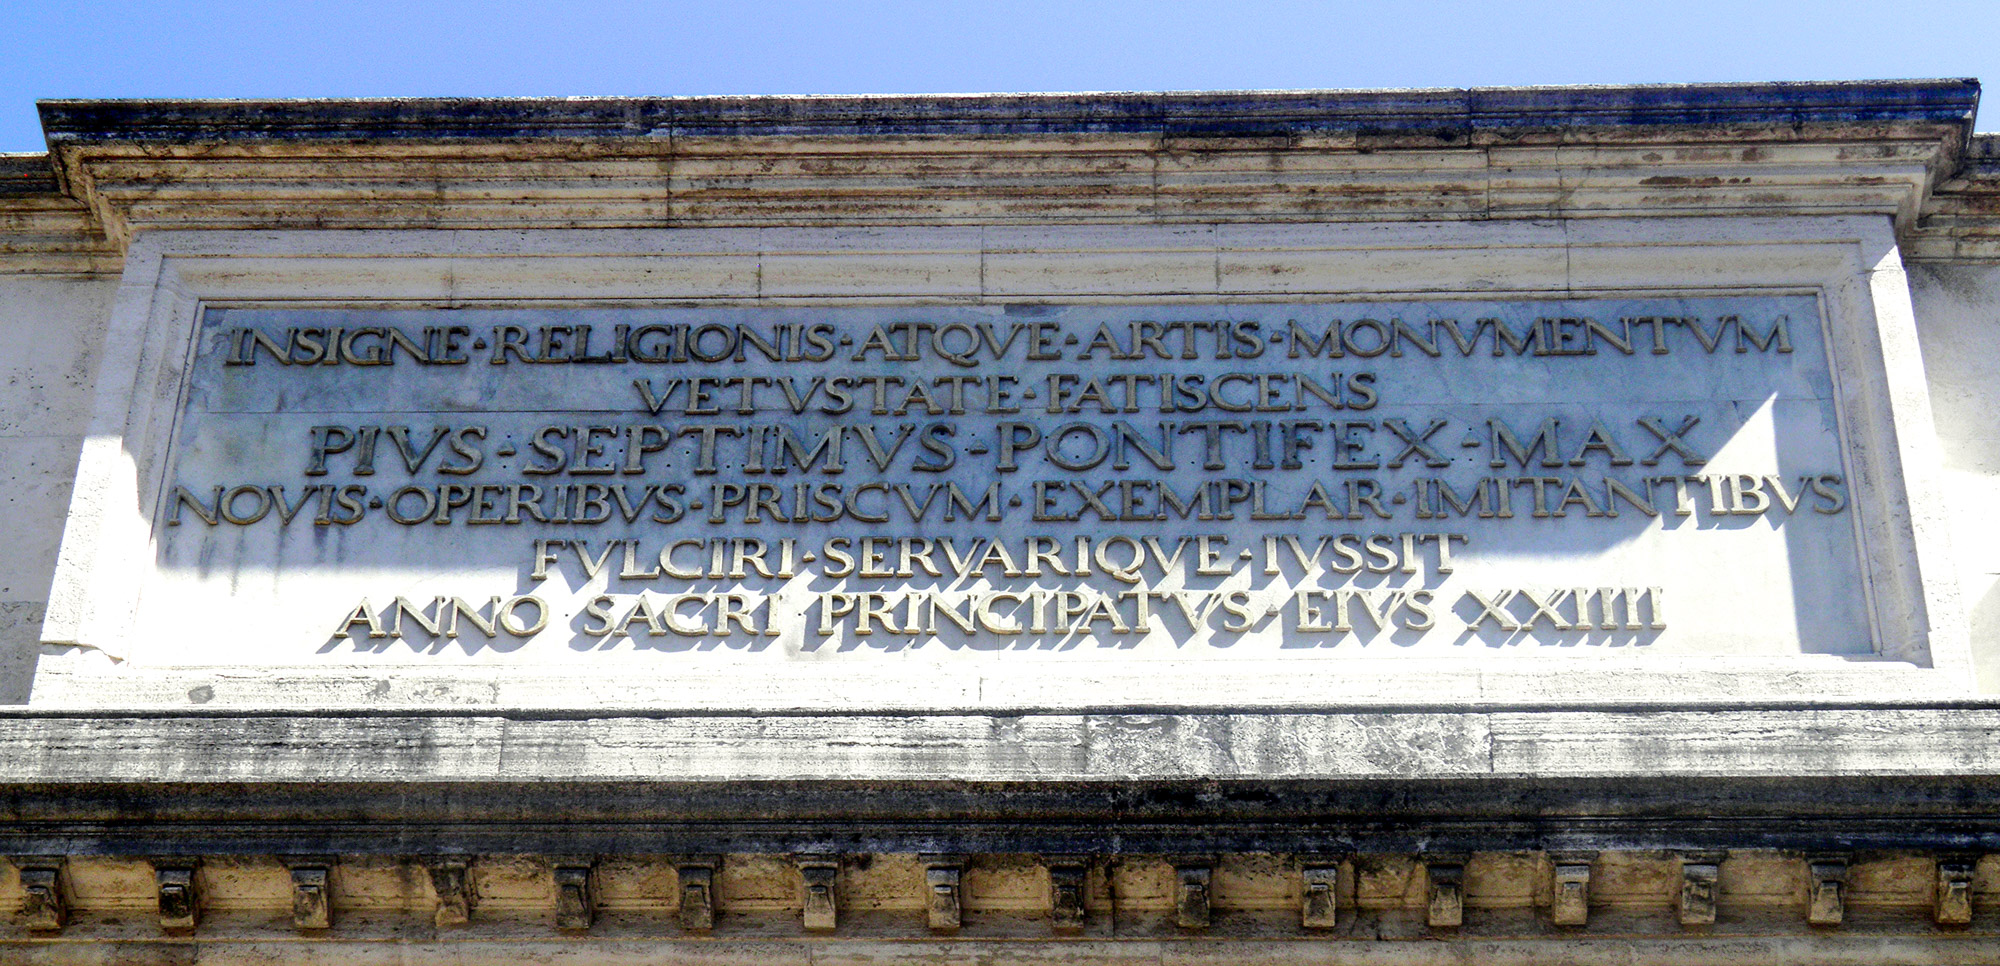 INSIGNE·RELIGIONIS·ATQVE·ARTIS·MONVMENTVM
VETVSTATE·FATISCENS
PIVS·SEPTIMVS·PONTIFEX·MAX
NOVIS·OPERIBVS·PRISCVM·EXEMPLAR·IMITANTIBVS
FVLCIRI·SERVARIQVE·IVSSIT
ANNO SACRI PRINCIPATVS EIVS XXIIII